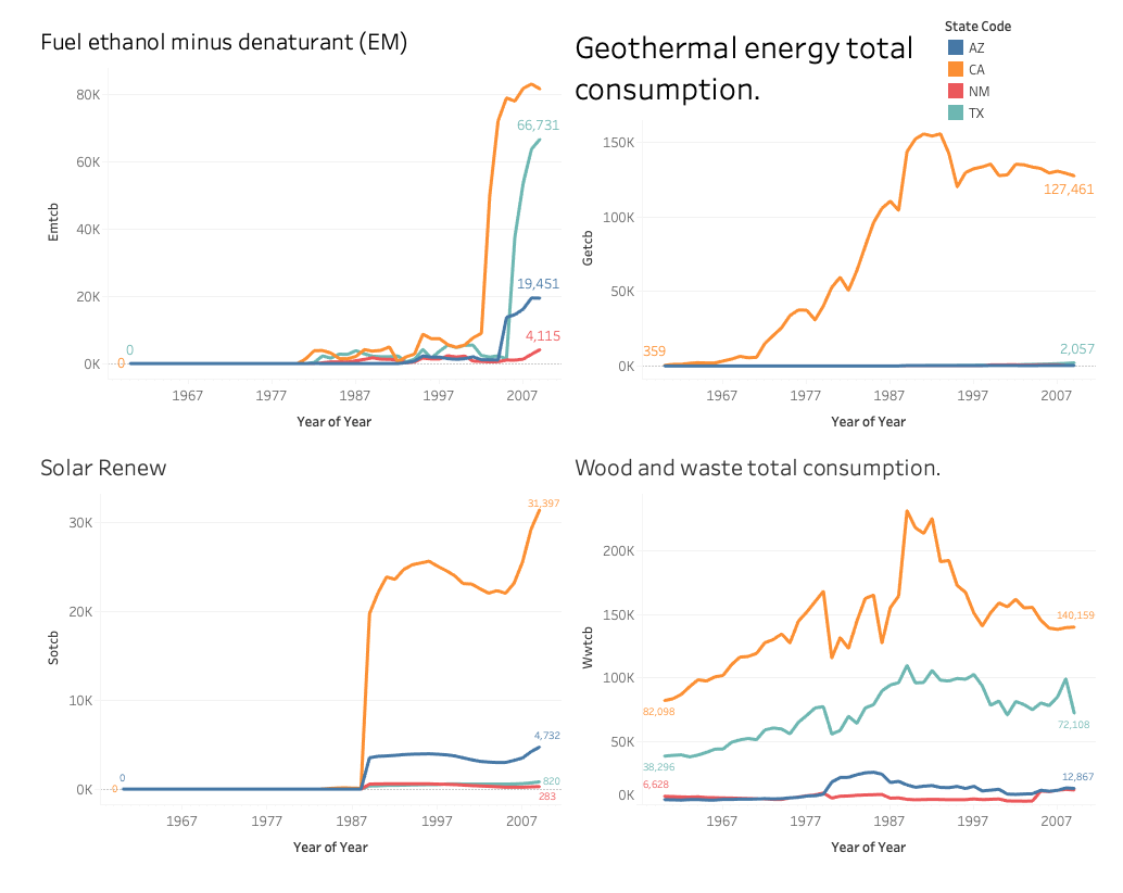 Fuel ethanol minus denaturant (EM)
80K
60K
40K
20K
0K
Emtcb
66,731
19,451
4,115
0
0
1967
1977
1987
1997
2007
Year of Year
Geothermal energy total
consumption.
State Code
AZ
CA
NM
TX
150K
100K
50K
0K
Getcb
359
127,461
2,057
1967
1977
1987
1997
2007
Year of Year
Solar Renew
30K
20K
10K
0K
Sotcb
31,397
4,732
820
283
0
0
1967
1977
1987
1997
2007
Year of Year
Wood and waste total consumption.
200K
150K
100K
50K
0K
Wwtcb
82,098
38,296
6,628
140,159
72,108
12,867
1967
1977
1987
1997
2007
Year of Year